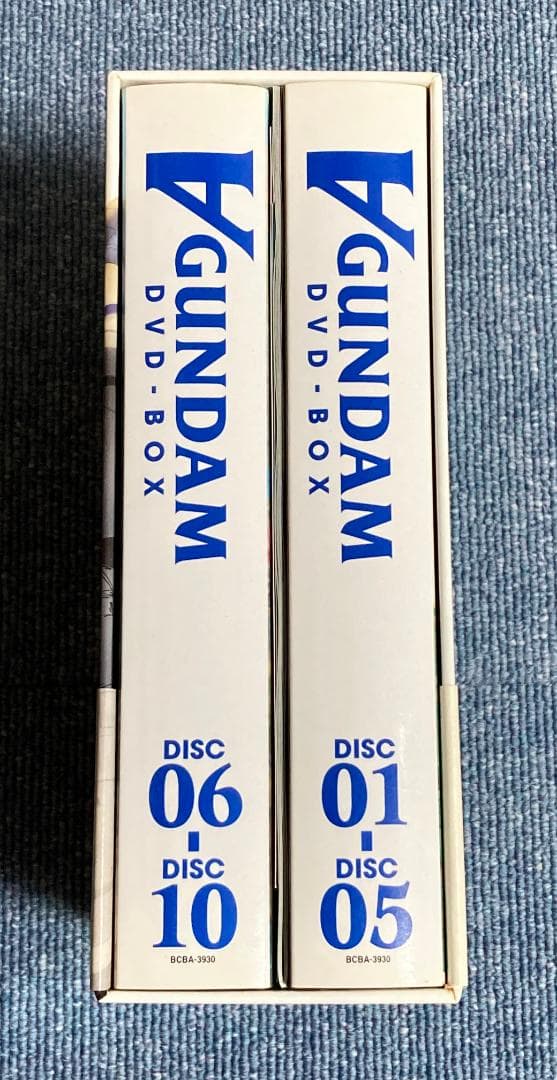 ∀ GUNDAM
DVD-BOX
DISC
06
-
DISC
10
BCBA-3930
∀ GUNDAM
DVD-BOX
DISC
01
-
DISC
05
BCBA-3930